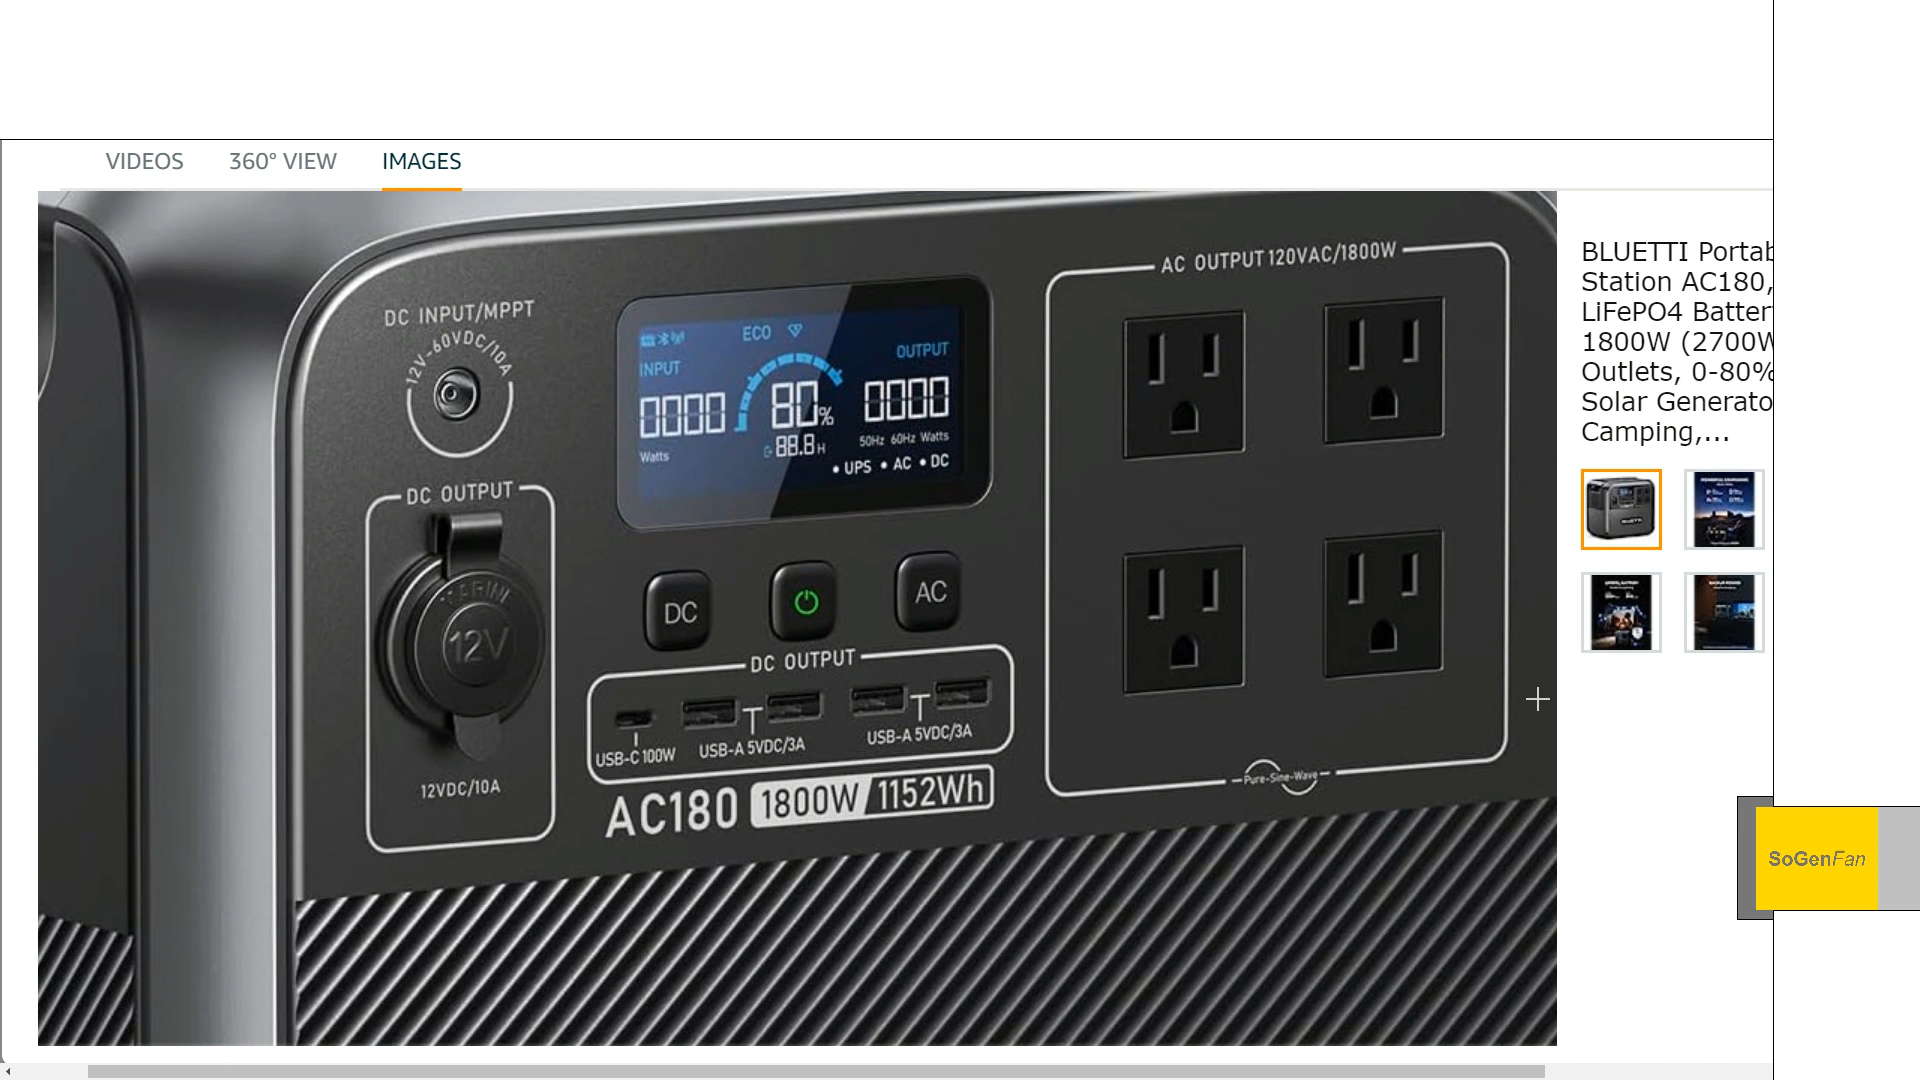 VIDEOS 360° VIEW IMAGES
DC INPUT/MPPT
12V-60VDC/10A
DC OUTPUT
12V
12VDC/10A
ECO
INPUT
OUTPUT
0000
80%
0000
Watts
88.8H
50Hz 60Hz Watts
• UPS • AC • DC
DC
AC
DC OUTPUT
USB-C 100W
USB-A 5VDC/3A
USB-A 5VDC/3A
AC180 1800W/1152Wh
AC OUTPUT 120VAC/1800W
Pure-Sine-Wave
BLUETTI Portab
Station AC180,
LiFePO4 Batter
1800W (2700W
Outlets, 0-80%
Solar Generato
Camping,...
BLUETTI
SoGenFan